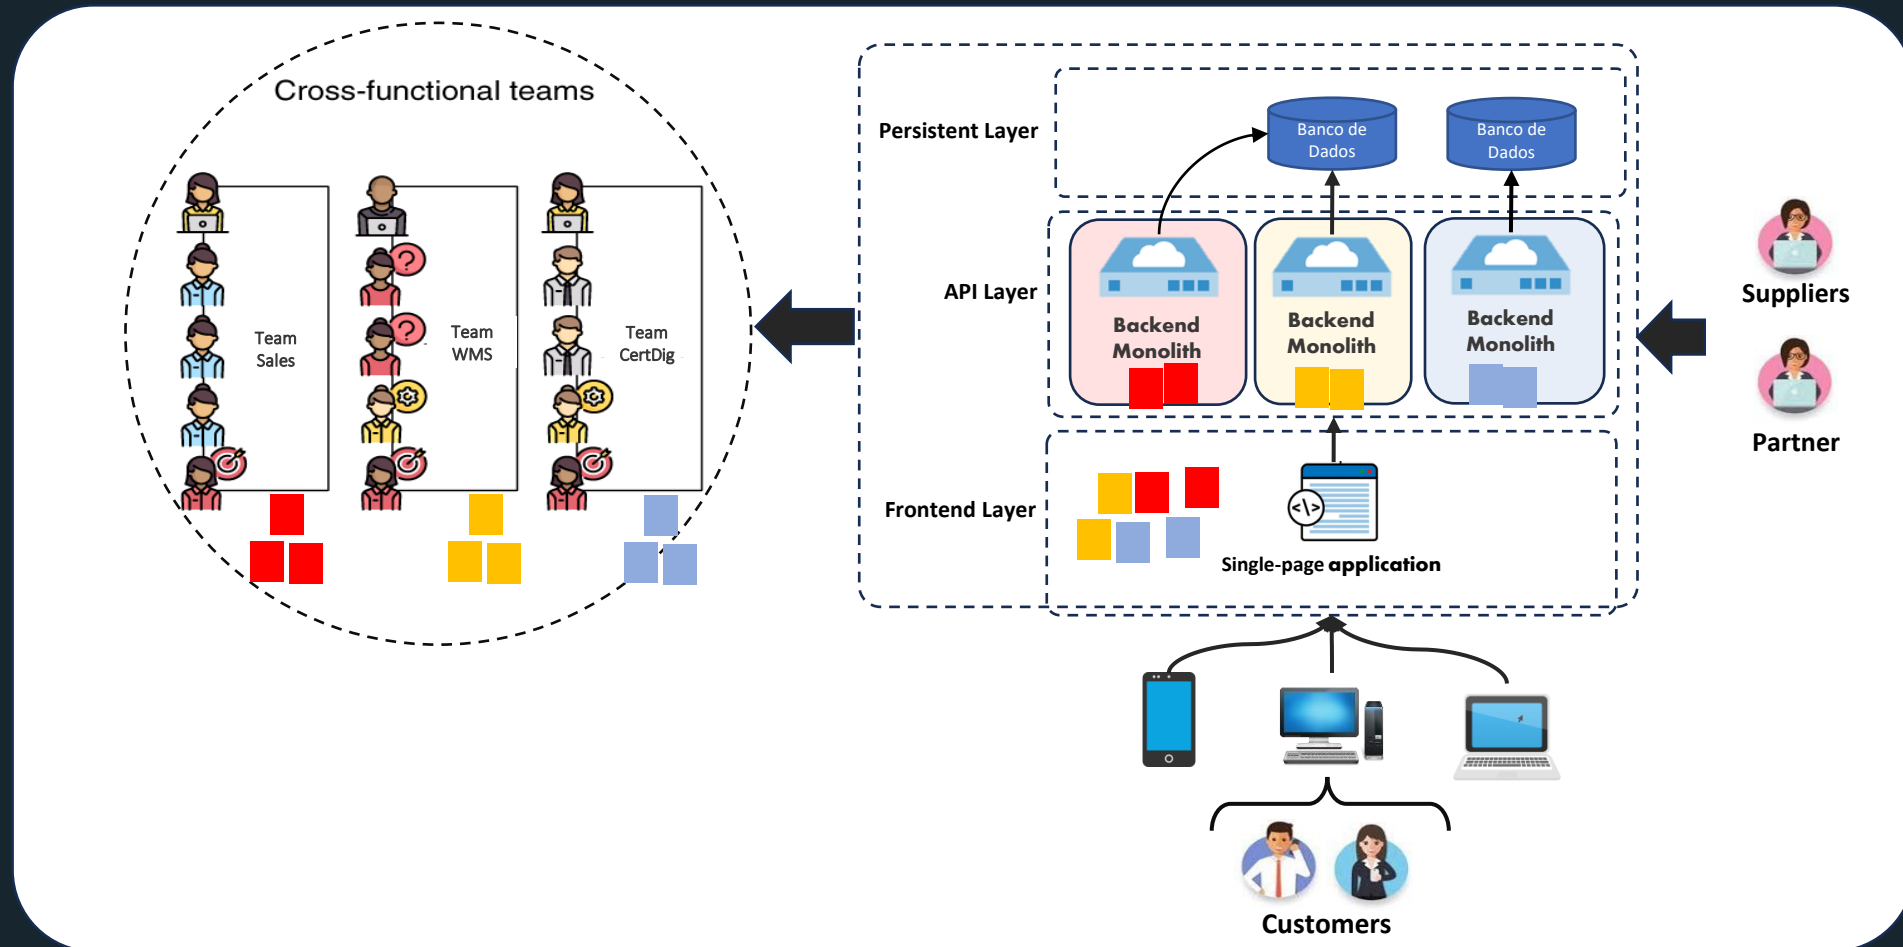 Cross-functional teams
Team
Sales
Team
WMS
Team
CertDig
Persistent Layer
Banco de
Dados
Banco de
Dados
API Layer
Backend
Monolith
Backend
Monolith
Backend
Monolith
Frontend Layer
</>
Single-page application
Suppliers
Partner
Customers
? 
?